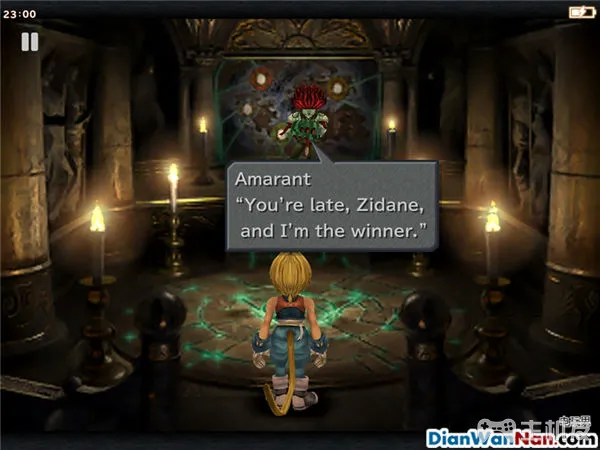 23:00
Amarant
“You’re late, Zidane,
and I’m the winner.”
DianWanNan.com